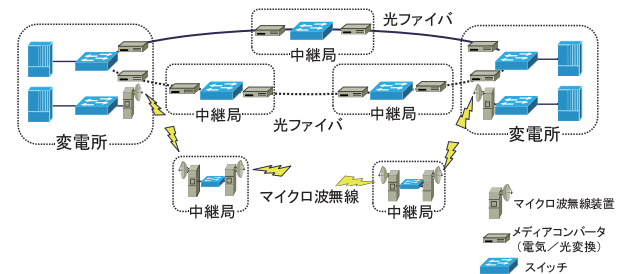 光ファイバ
中継局
中継局
中継局
光ファイバ
変電所
変電所
マイクロ波無線
中継局
中継局
マイクロ波無線装置
メディアコンバータ
（電気／光変換）
スイッチ